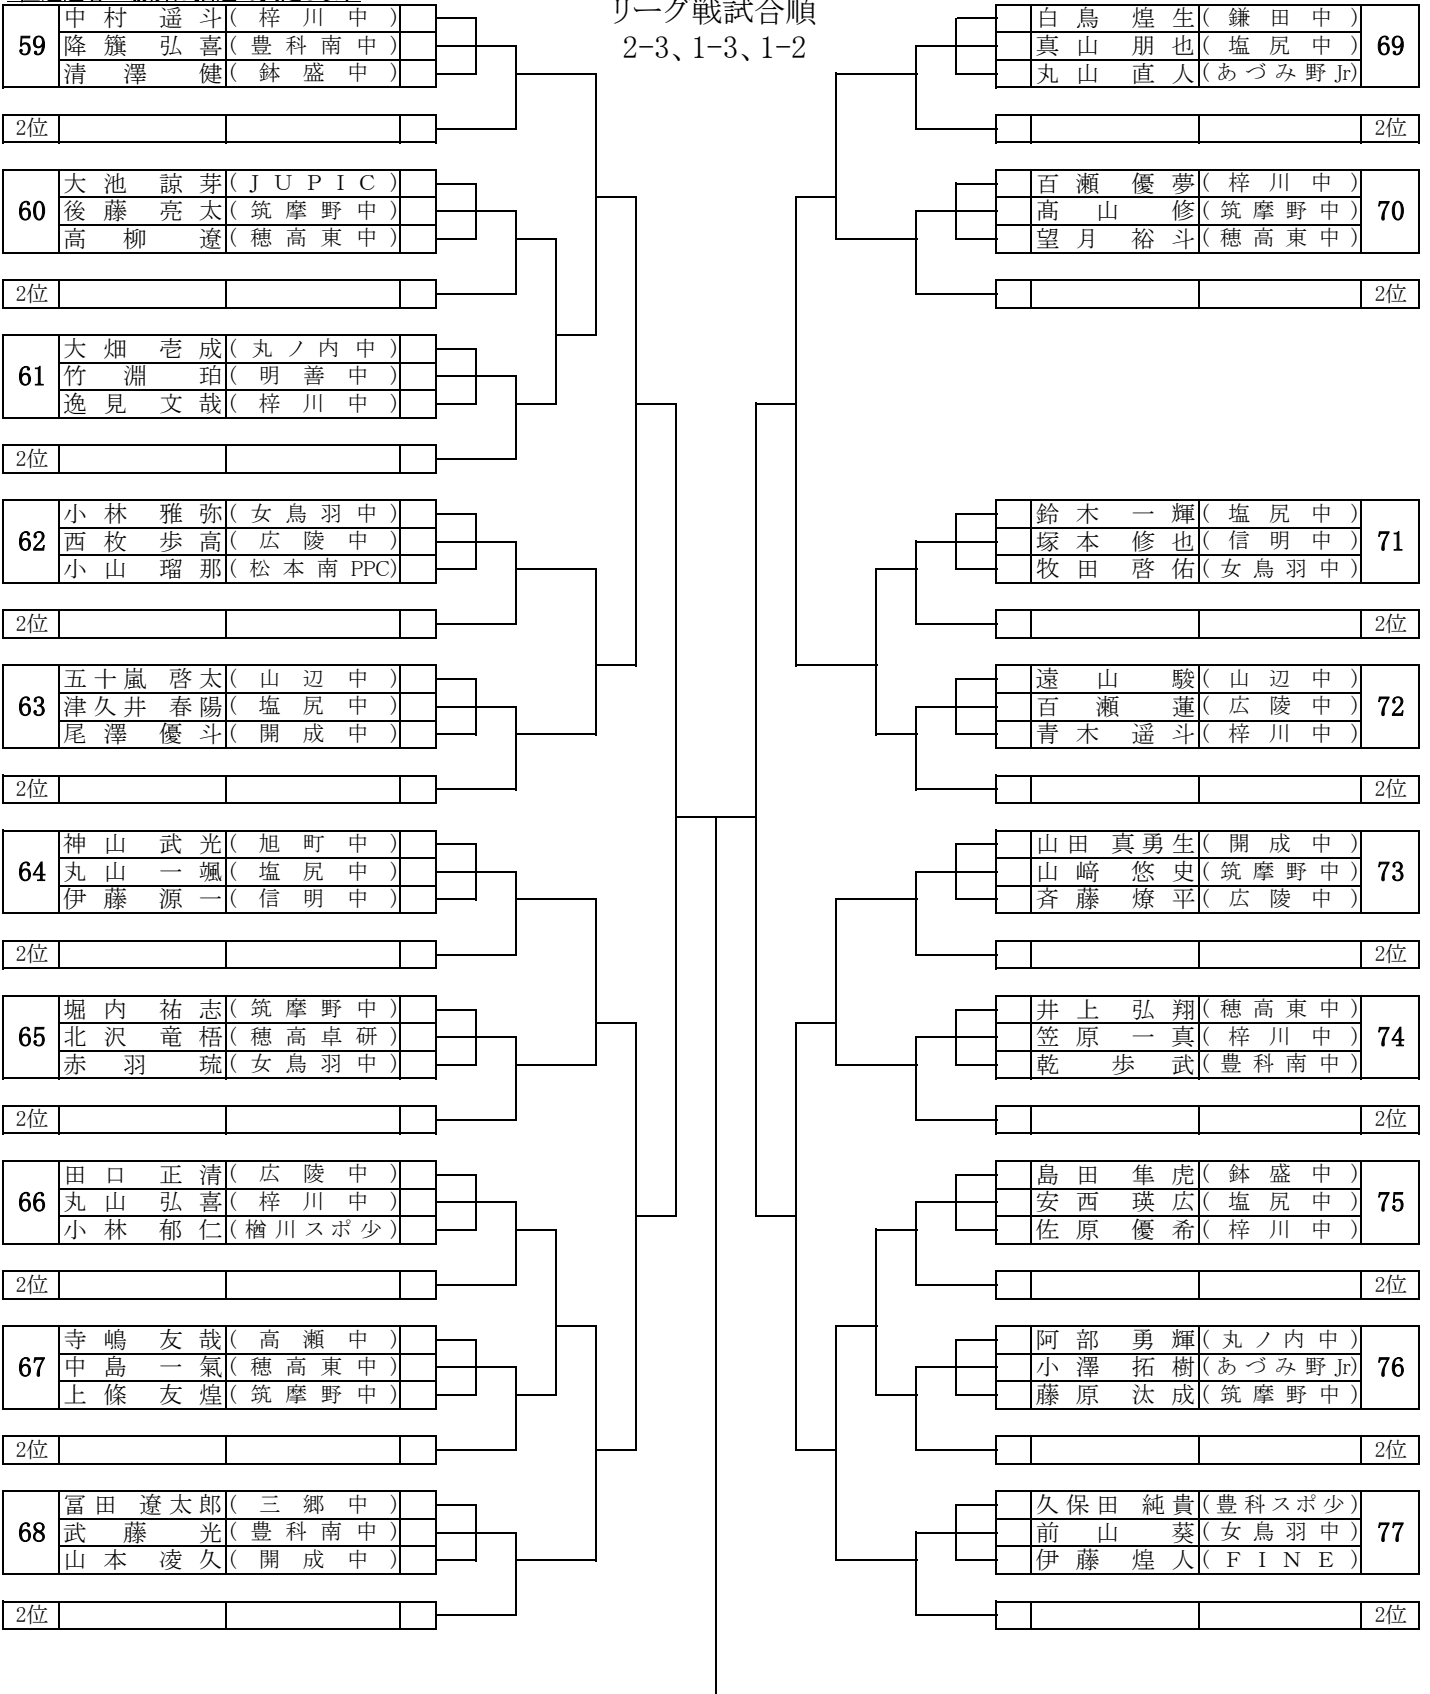 リーグ戦試合順
2-3、1-3、1-2
59
中村 遥斗(梓川中)
降籏 弘喜(豊科南中)
清澤 健(鉢盛中)
2位
60
大池 諒芽(JUPIC)
後藤 亮太(筑摩野中)
高柳 遼(穂高東中)
2位
61
大畑 壱成(丸ノ内中)
竹淵 珀(明善中)
逸見 文哉(梓川中)
2位
62
小林 雅弥(女鳥羽中)
西枚 歩高(広陵中)
小山 瑠那(松本南PPC)
2位
63
五十嵐 啓太(山辺中)
津久井 春陽(塩尻中)
尾澤 優斗(開成中)
2位
64
神山 武光(旭町中)
丸山 一颯(塩尻中)
伊藤 源一(信明中)
2位
65
堀内 祐志(筑摩野中)
北沢 竜梧(穂高卓研)
赤羽 琉(女鳥羽中)
2位
66
田口 正清(広陵中)
丸山 弘喜(梓川中)
小林 郁仁(楢川スポ少)
2位
67
寺嶋 友哉(高瀬中)
中島 一氣(穂高東中)
上條 友煌(筑摩野中)
2位
68
冨田 遼太郎(三郷中)
武藤 光(豊科南中)
山本 凌久(開成中)
2位
白鳥 煌生(鎌田中)
真山 朋也(塩尻中)
丸山 直人(あづみ野Jr)
69
2位
百瀬 優夢(梓川中)
髙山 修(筑摩野中)
望月 裕斗(穂高東中)
70
2位
鈴木 一輝(塩尻中)
塚本 修也(信明中)
牧田 啓佑(女鳥羽中)
71
2位
遠山 駿(山辺中)
百瀬 蓮(広陵中)
青木 遥斗(梓川中)
72
2位
山田 真勇生(開成中)
山﨑 悠史(筑摩野中)
斉藤 燎平(広陵中)
73
2位
井上 弘翔(穂高東中)
笠原 一真(梓川中)
乾 歩武(豊科南中)
74
2位
島田 隼虎(鉢盛中)
安西 瑛広(塩尻中)
佐原 優希(梓川中)
75
2位
阿部 勇輝(丸ノ内中)
小澤 拓樹(あづみ野Jr)
藤原 汰成(筑摩野中)
76
2位
久保田 純貴(豊科スポ少)
前山 葵(女鳥羽中)
伊藤 煌人(FINE)
77
2位